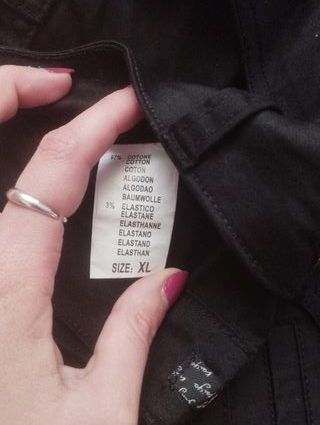 97% COTONE
COTTON
COTON
ALGODON
ALGODAO
BAUMWOLLE
3% ELASTICO
ELASTANE
ELASTHANNE
ELASTANO
ELASTAND
ELASTHAN
SIZE: XL